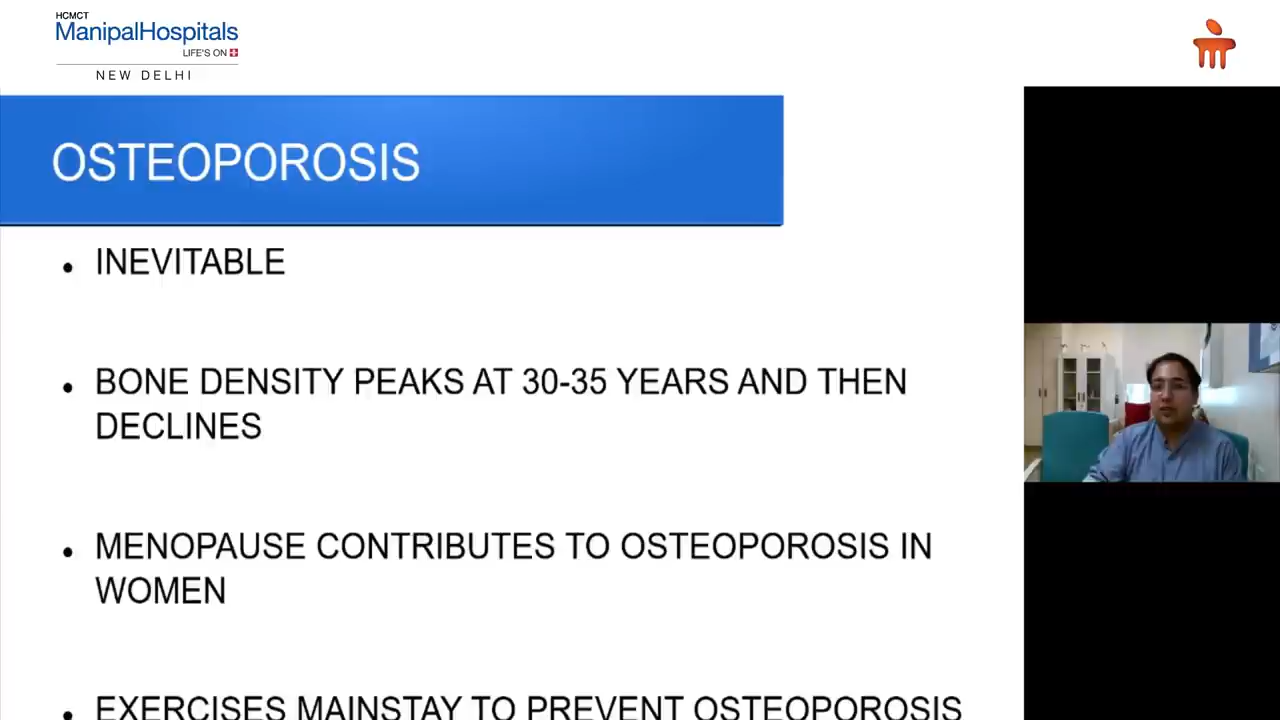 HCMCT
ManipalHospitals
LIFE'S ON
NEW DELHI
OSTEOPOROSIS
• INEVITABLE
• BONE DENSITY PEAKS AT 30-35 YEARS AND THEN
DECLINES
• MENOPAUSE CONTRIBUTES TO OSTEOPOROSIS IN
WOMEN
• EXERCISES MAINSTAY TO PREVENT OSTEOPOROSIS